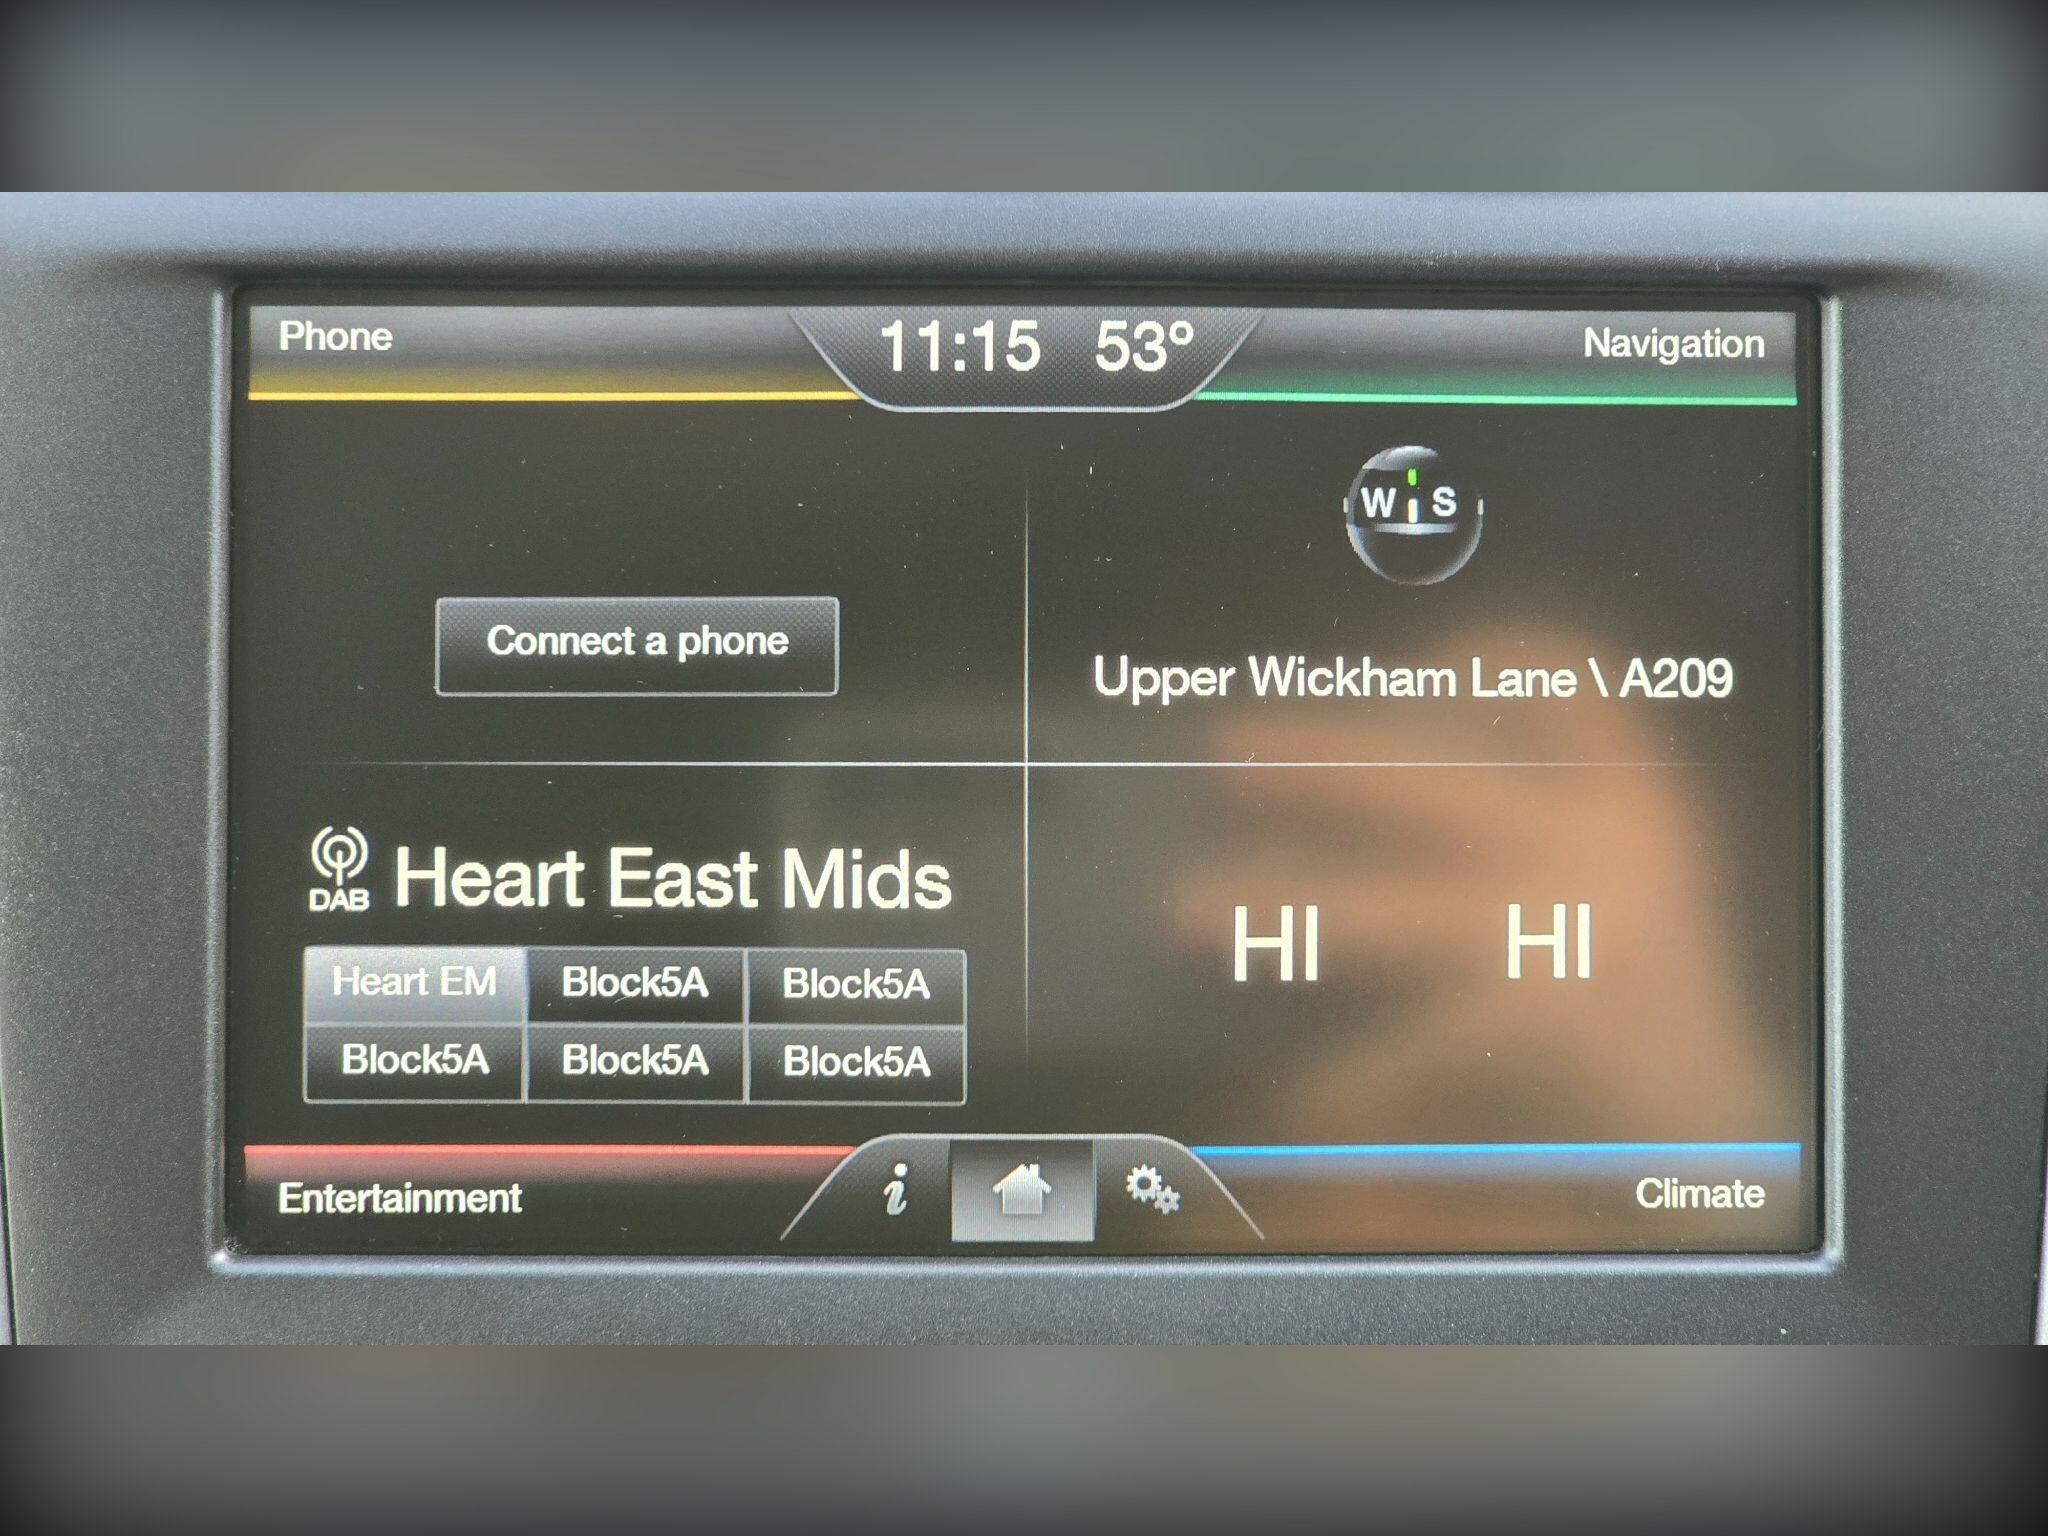 Phone
11:15 53°
Navigation
W S
Connect a phone
Upper Wickham Lane \ A209
DAB
Heart East Mids
HI HI
Heart EM Block5A Block5A
Block5A Block5A Block5A
Entertainment
i
Climate